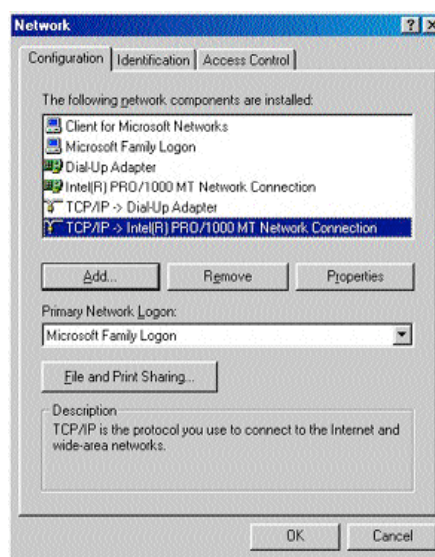 Network
Configuration Identification Access Control
The following network components are installed:
Client for Microsoft Networks
Microsoft Family Logon
Dial-Up Adapter
Intel(R) PRO/1000 MT Network Connection
TCP/IP -> Dial-Up Adapter
TCP/IP -> Intel(R) PRO/1000 MT Network Connection
Add... Remove Properties
Primary Network Logon:
Microsoft Family Logon
File and Print Sharing...
Description
TCP/IP is the protocol you use to connect to the Internet and
wide-area networks.
OK Cancel